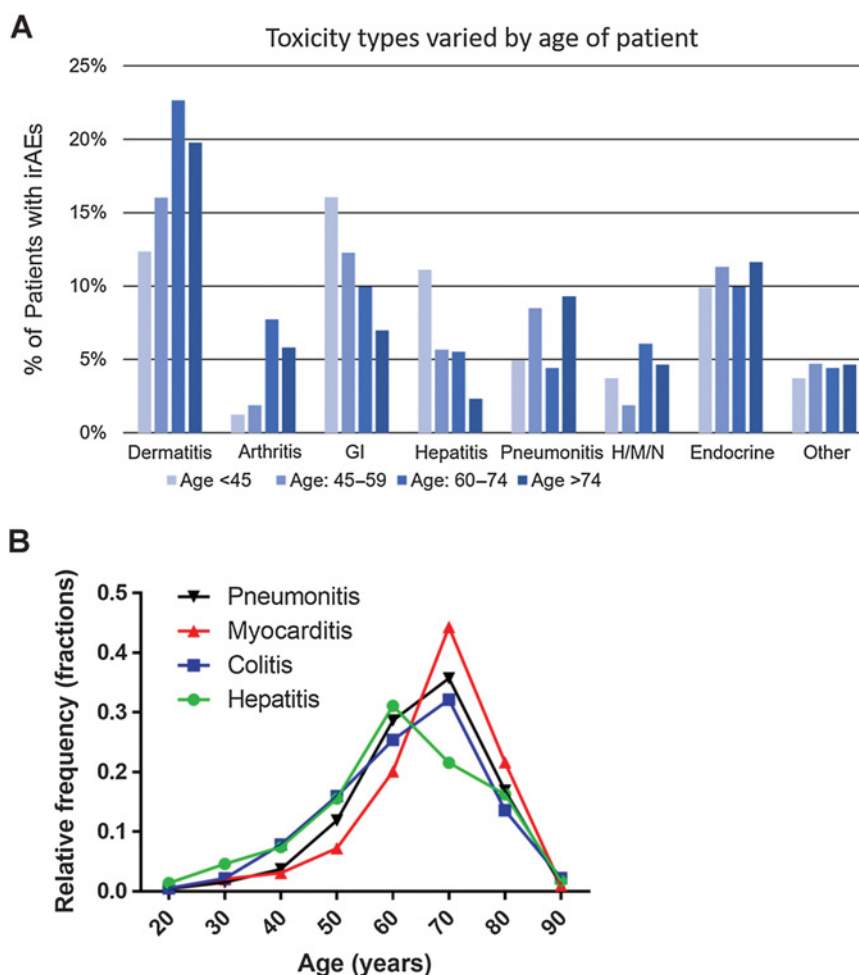 A
Toxicity types varied by age of patient
25%
20%
15%
10%
5%
0%
% of Patients with irAEs
Dermatitis Arthritis GI Hepatitis Pneumonitis H/M/N Endocrine Other
Age <45 Age: 45–59 Age: 60–74 Age >74
B
0.5
0.4
0.3
0.2
0.1
0.0
Relative frequency (fractions)
Pneumonitis
Myocarditis
Colitis
Hepatitis
20 30 40 50 60 70 80 90
Age (years)